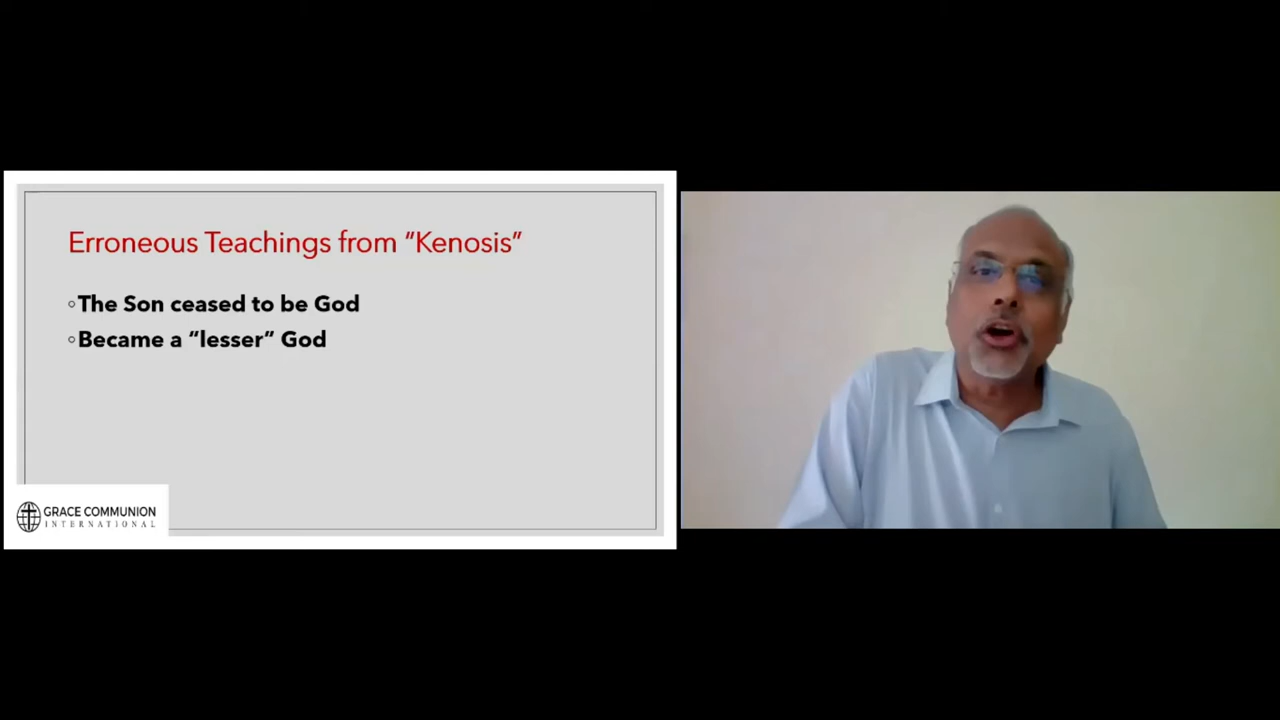 Erroneous Teachings from “Kenosis”
The Son ceased to be God
Became a “lesser” God
GRACE COMMUNION
INTERNATIONAL